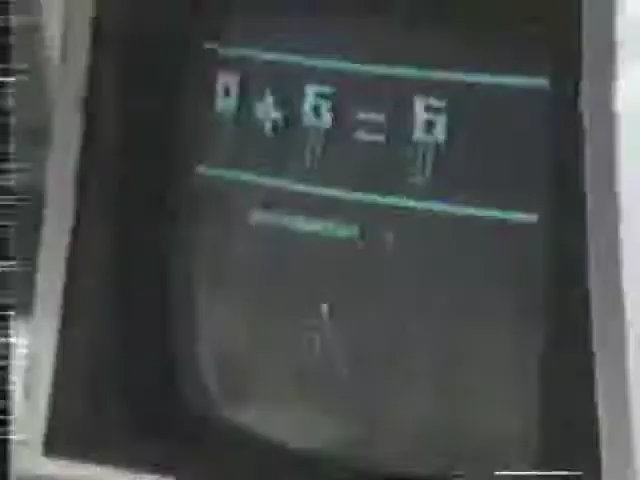 0 + 6 = 6